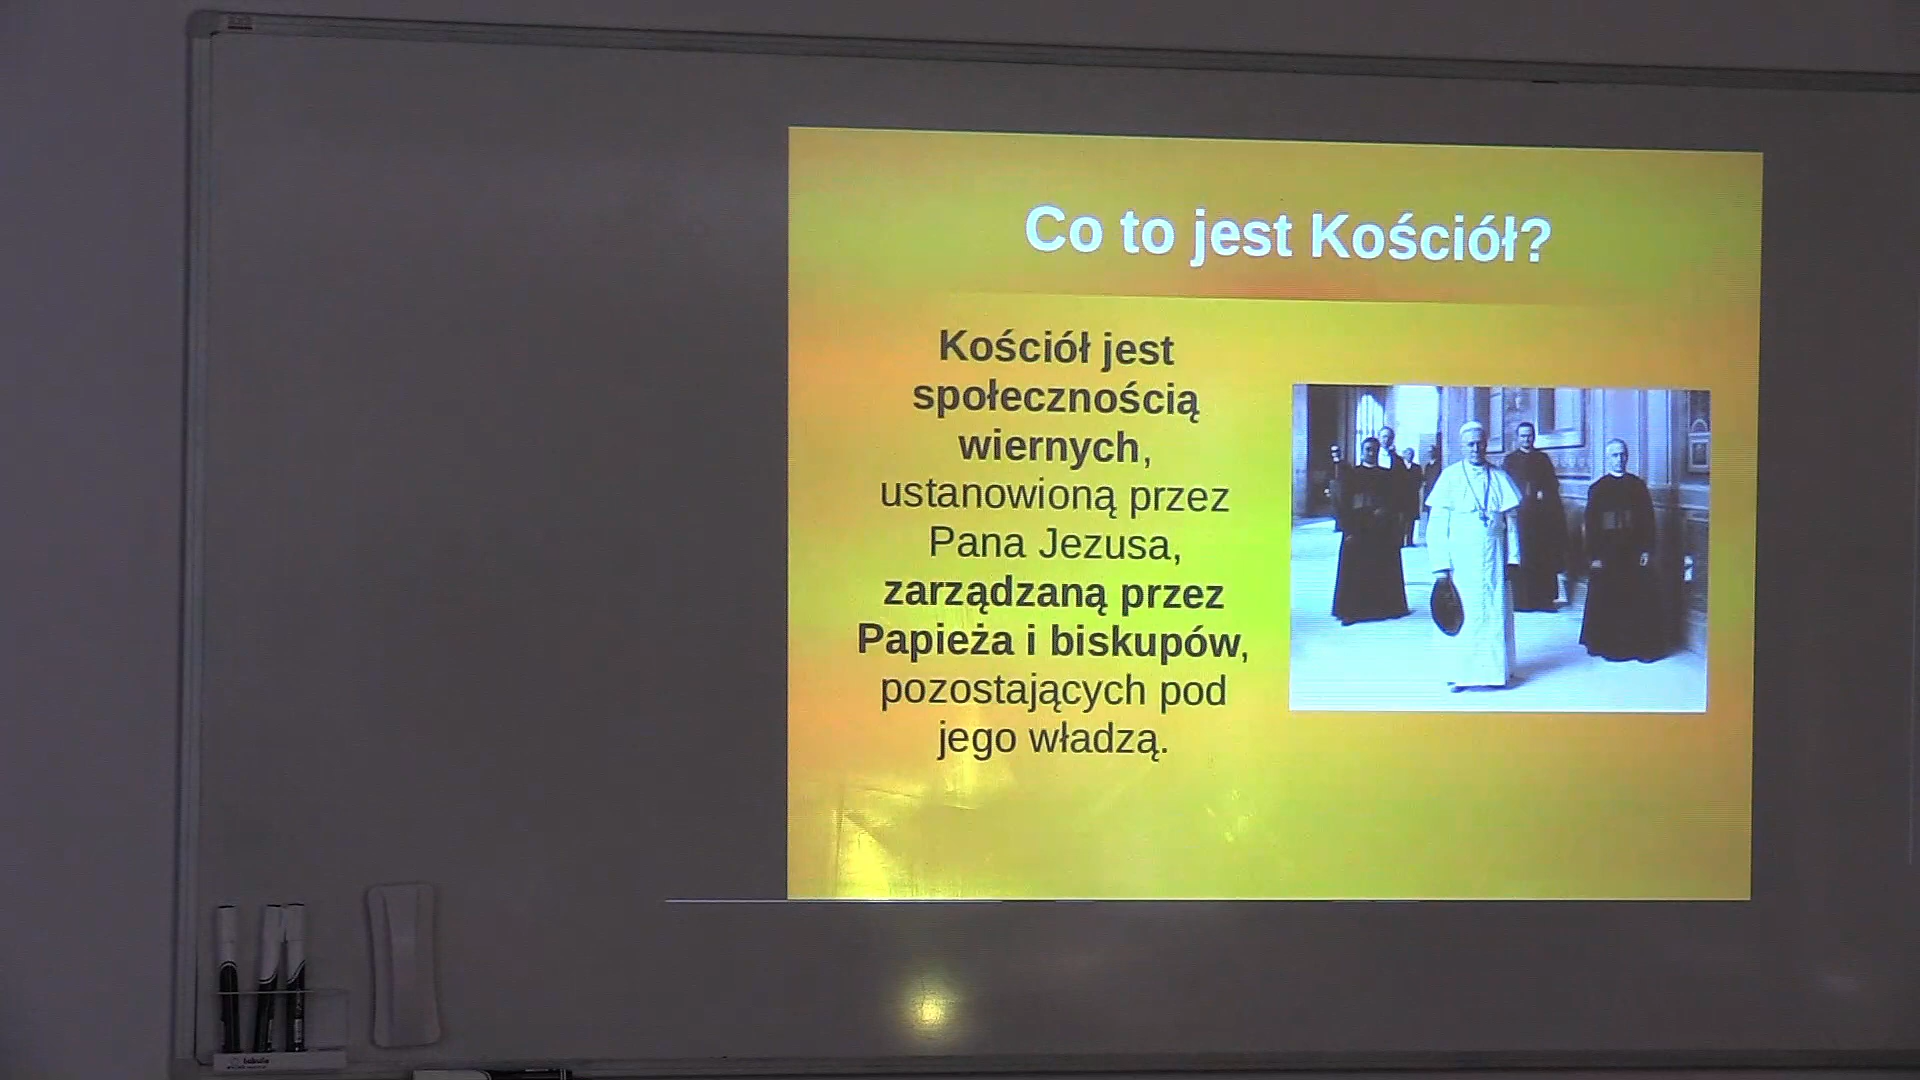 Co to jest Kościół?
Kościół jest
społecznością
wiernych,
ustanowioną przez
Pana Jezusa,
zarządzaną przez
Papieża i biskupów,
pozostających pod
jego władzą.